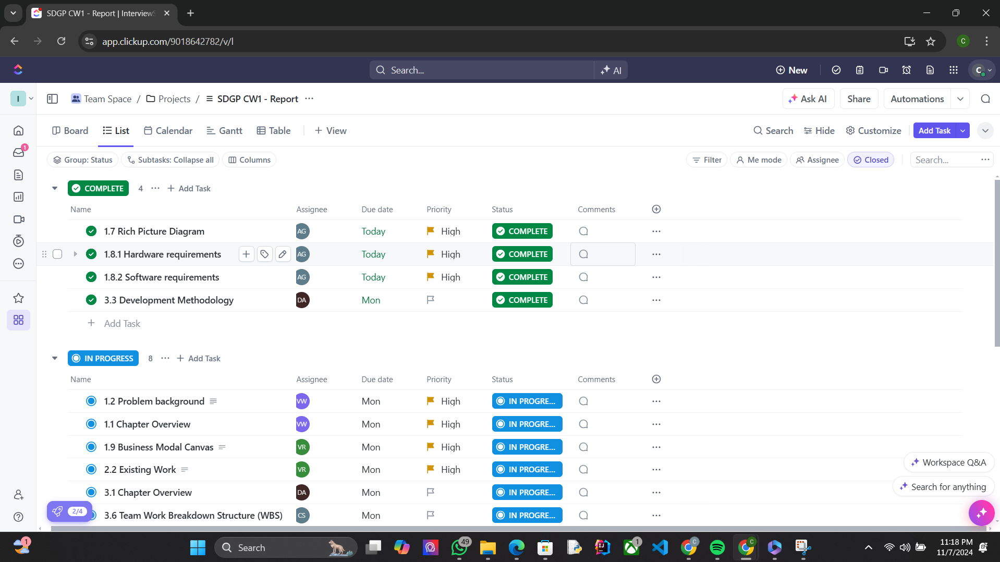 SDGP CW1 - Report | Interview
app.clickup.com/9018642782/v/l
C
Search...
AI
New
C
I
Team Space / Projects / SDGP CW1 - Report ...
Ask AI
Share
Automations
Board
List
Calendar
Gantt
Table
+ View
Search
Hide
Customize
Add Task
1
Group: Status
Subtasks: Collapse all
Columns
Filter
Me mode
Assignee
Closed
Search...
COMPLETE 4 ... + Add Task
Name Assignee Due date Priority Status Comments
1.7 Rich Picture Diagram AG Today High COMPLETE
1.8.1 Hardware requirements AG Today High COMPLETE
1.8.2 Software requirements AG Today High COMPLETE
3.3 Development Methodology DA Mon COMPLETE
+ Add Task
IN PROGRESS 8 ... + Add Task
Name Assignee Due date Priority Status Comments
1.2 Problem background VW Mon High IN PROGRE...
1.1 Chapter Overview VW Mon High IN PROGRE...
1.9 Business Modal Canvas VR Mon High IN PROGRE...
Workspace Q&A
2.2 Existing Work VR Mon High IN PROGRE...
Search for anything
3.1 Chapter Overview DA Mon IN PROGRE...
2/4
3.6 Team Work Breakdown Structure (WBS) CS Mon IN PROGRE...
1
Search
49
IJ
1
C
C
11:18 PM
11/7/2024